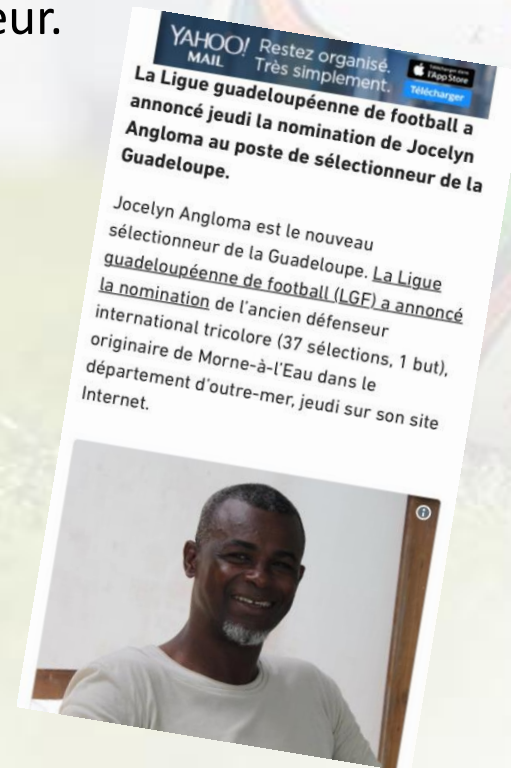 eur.
YAHOO! Restez organisé.
MAIL Très simplement.
l'App Store
Télécharger
La Ligue guadeloupéenne de football a
annoncé jeudi la nomination de Jocelyn
Angloma au poste de sélectionneur de la
Guadeloupe.
Jocelyn Angloma est le nouveau
sélectionneur de la Guadeloupe. La Ligue
guadeloupéenne de football (LGF) a annoncé
la nomination de l'ancien défenseur
international tricolore (37 sélections, 1 but),
originaire de Morne-à-l'Eau dans le
département d'outre-mer, jeudi sur son site
Internet.